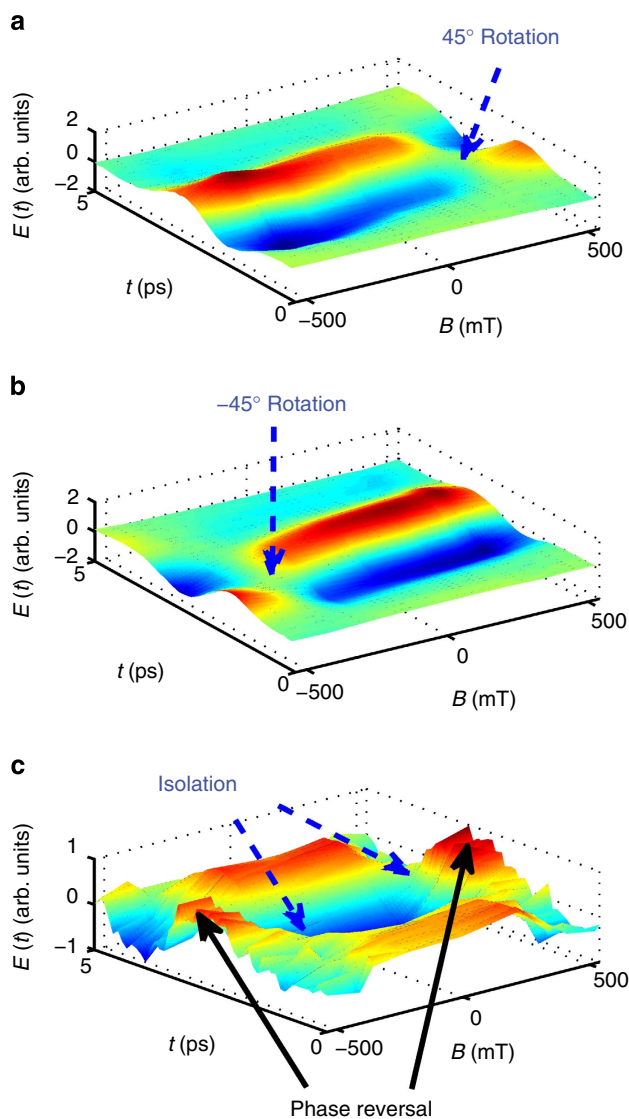 a
45° Rotation
2
0
−2
E (t) (arb. units)
5
t (ps)
0
−500
0
500
B (mT)
b
−45° Rotation
2
0
−2
E (t) (arb. units)
5
t (ps)
0
−500
0
500
B (mT)
c
Isolation
1
0
−1
E (t) (arb. units)
5
t (ps)
0
−500
0
500
B (mT)
Phase reversal